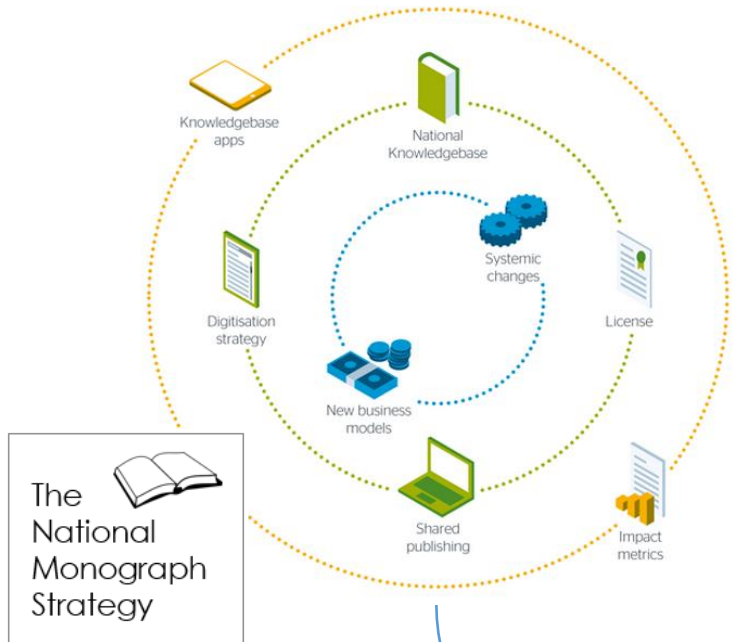 Knowledgebase
apps
National
Knowledgebase
Systemic
changes
Digitisation
strategy
License
New business
models
Shared
publishing
Impact
metrics
The
National
Monograph
Strategy